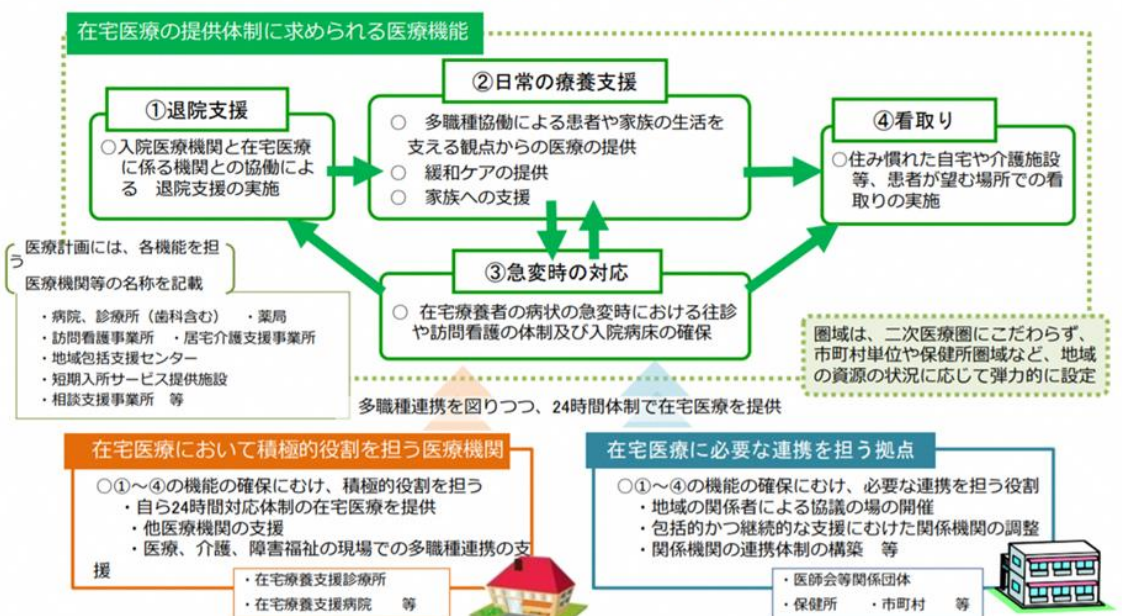 在宅医療の提供体制に求められる医療機能
①退院支援
○入院医療機関と在宅医療
に係る機関との協働によ
る　退院支援の実施
②日常の療養支援
○　多職種協働による患者や家族の生活を
支える観点からの医療の提供
○　緩和ケアの提供
○　家族への支援
④看取り
○住み慣れた自宅や介護施設
等、患者が望む場所での看
取りの実施
③急変時の対応
○ 在宅療養者の病状の急変時における往診
や訪問看護の体制及び入院病床の確保
医療計画には、各機能を担
う
医療機関等の名称を記載
・病院、診療所（歯科含む）　・薬局
・訪問看護事業所　・居宅介護支援事業所
・地域包括支援センター
・短期入所サービス提供施設
・相談支援事業所　等
圏域は、二次医療圏にこだわらず、
市町村単位や保健所圏域など、地域
の資源の状況に応じて弾力的に設定
多職種連携を図りつつ、24時間体制で在宅医療を提供
在宅医療において積極的役割を担う医療機関
○①～④の機能の確保にむけ、積極的役割を担う
・自ら24時間対応体制の在宅医療を提供
・他医療機関の支援
・医療、介護、障害福祉の現場での多職種連携の支
援
・在宅療養支援診療所
・在宅療養支援病院　等
在宅医療に必要な連携を担う拠点
○①～④の機能の確保にむけ、必要な連携を担う役割
・地域の関係者による協議の場の開催
・包括的かつ継続的な支援にむけた関係機関の調整
・関係機関の連携体制の構築　等
・医師会等関係団体
・保健所　・市町村　等